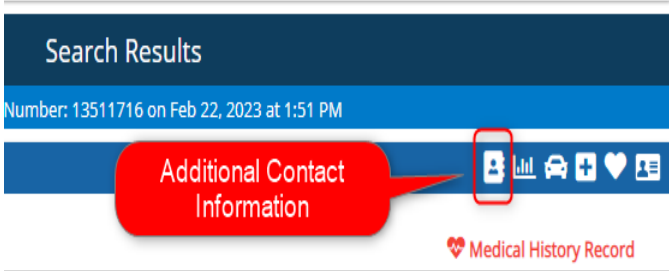 Search Results
Number: 13511716 on Feb 22, 2023 at 1:51 PM
Additional Contact
Information
Medical History Record